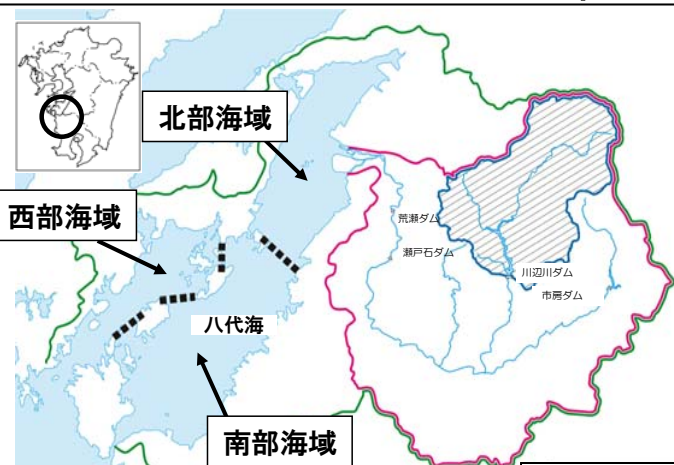 北部海域
西部海域
荒瀬ダム
瀬戸石ダム
川辺川ダム
市房ダム
八代海
南部海域